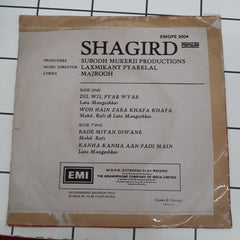 EMGPE 5004
POPULAR
SHAGIRD
PRODUCERS SUBODH MUKERJI PRODUCTIONS
MUSIC DIRECTOR LAXMIKANT PYARELAL
LYRICS MAJROOH
SIDE ONE
DIL WIL PYAR WYAR
Lata Mangeshkar
WOH HAIN ZARA KHAFA KHAFA
Mohd. Rafi & Lata Mangeshkar
SIDE TWO
BADE MIYAN DIWANE
Mohd. Rafi
KANHA KANHA AAN PADI MAIN
Lata Mangeshkar
EMI
45 R.P.M. EXTENDED PLAY RECORD
THE GRAMOPHONE COMPANY OF INDIA LIMITED